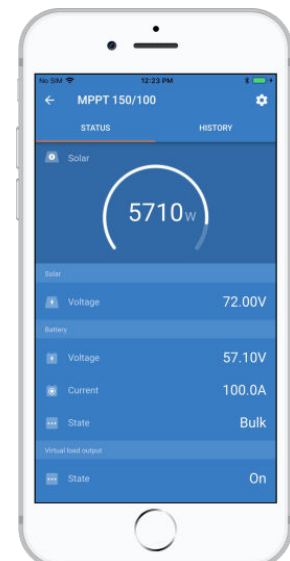 No SIM 12:23 PM
MPPT 150/100
STATUS HISTORY
Solar
5710W
Solar
Voltage 72.00V
Battery
Voltage 57.10V
Current 100.0A
State Bulk
Virtual load output
State On